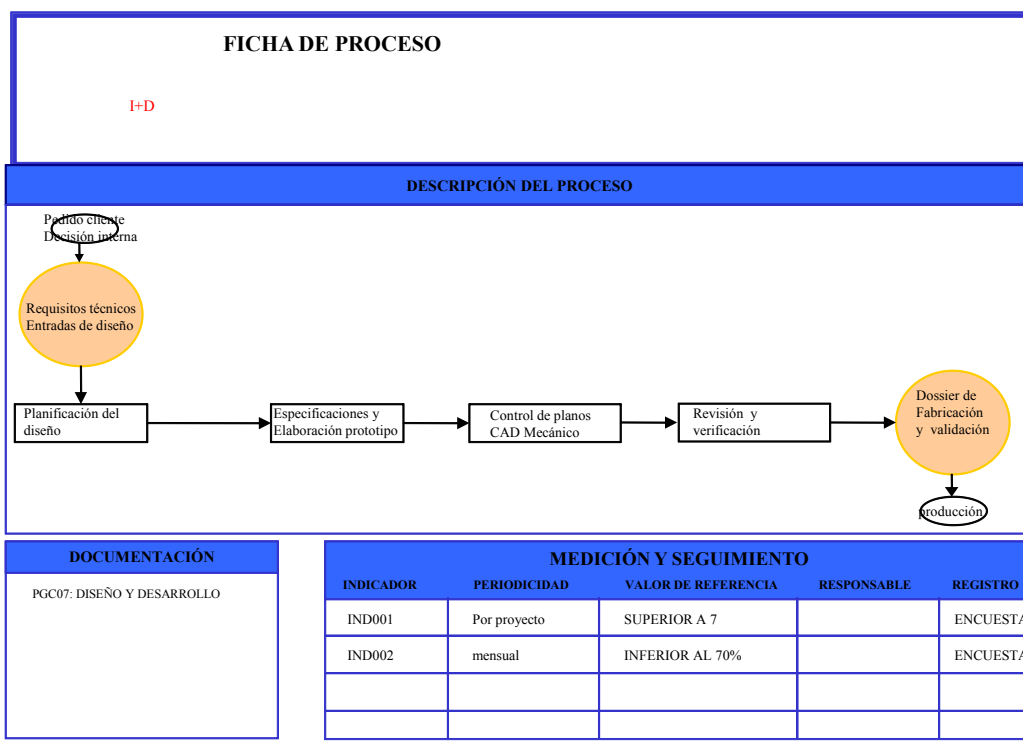 FICHA DE PROCESO
I+D
DESCRIPCIÓN DEL PROCESO
Pedido cliente
Decisión interna
Requisitos técnicos
Entradas de diseño
Planificación del
diseño
Especificaciones y
Elaboración prototipo
Control de planos
CAD Mecánico
Revisión y
verificación
Dossier de
Fabricación
y validación
producción
DOCUMENTACIÓN
PGC07: DISEÑO Y DESARROLLO
MEDICIÓN Y SEGUIMIENTO
INDICADOR PERIODICIDAD VALOR DE REFERENCIA RESPONSABLE REGISTRO
IND001 Por proyecto SUPERIOR A 7 ENCUESTA
IND002 mensual INFERIOR AL 70% ENCUESTA